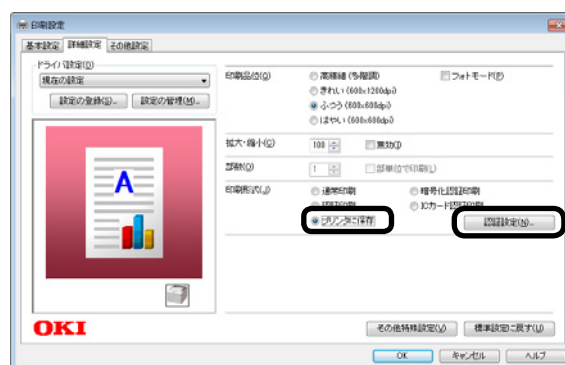 印刷設定
基本設定 詳細設定 その他設定
ドライバ設定(D)
現在の設定
設定の登録(S)... 設定の管理(M)...
印刷品位(Q) 高精細(多階調) フォトモード(P)
きれい(600x1200dpi)
ふつう(600x600dpi)
はやい(600x600dpi)
拡大・縮小(C) 100 無効(I)
部数(O) 1 部単位で印刷(L)
印刷形式(J) 通常印刷 暗号化認証印刷
認証印刷 ICカード認証印刷
プリンタに保存 認証設定(N)...
A
OKI
その他特殊設定(V) 標準設定に戻す(U)
OK キャンセル ヘルプ